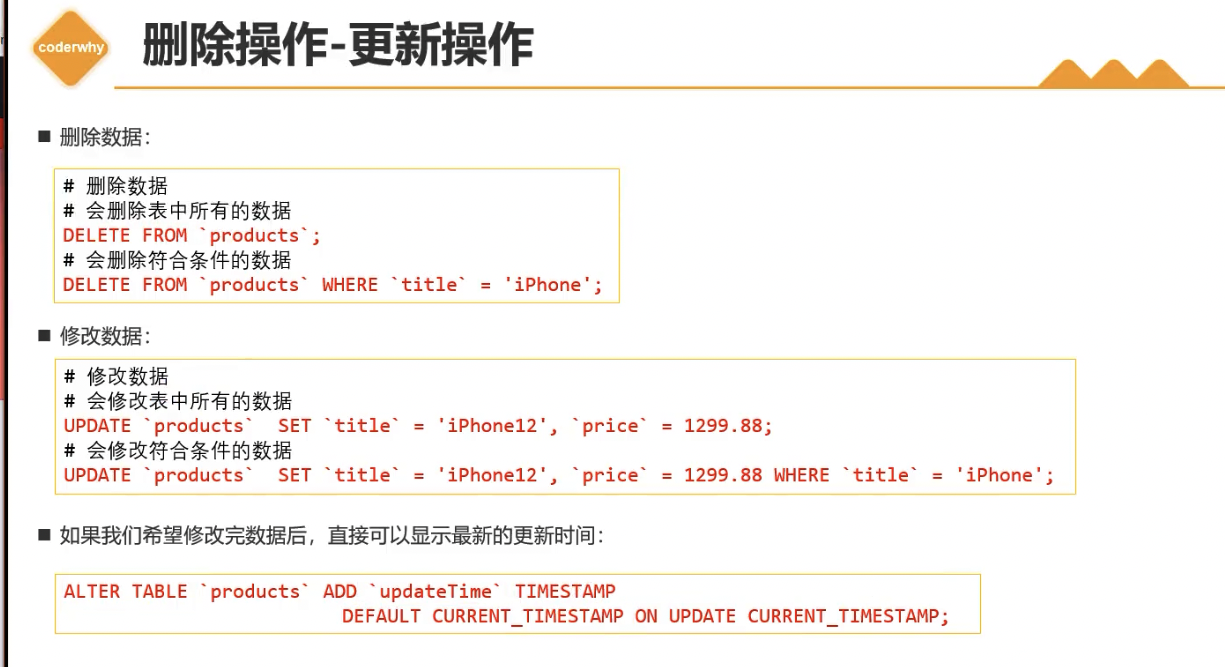 coderwhy
删除操作-更新操作
删除数据：
# 删除数据
# 会删除表中所有的数据
DELETE FROM `products`;
# 会删除符合条件的数据
DELETE FROM `products` WHERE `title` = 'iPhone';
修改数据：
# 修改数据
# 会修改表中所有的数据
UPDATE `products`  SET `title` = 'iPhone12', `price` = 1299.88;
# 会修改符合条件的数据
UPDATE `products`  SET `title` = 'iPhone12', `price` = 1299.88 WHERE `title` = 'iPhone';
如果我们希望修改完数据后，直接可以显示最新的更新时间：
ALTER TABLE `products` ADD `updateTime` TIMESTAMP
DEFAULT CURRENT_TIMESTAMP ON UPDATE CURRENT_TIMESTAMP;